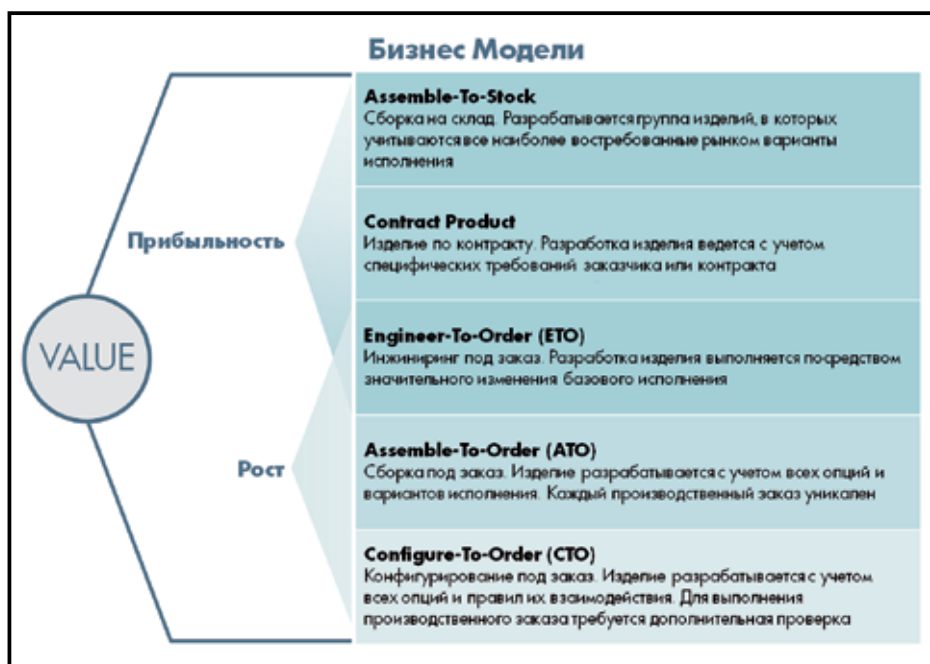 Бизнес Модели
Assemble-To-Stock
Сборка на склад. Разрабатывается группа изделий, в которых
учитываются все наиболее востребованные рынком варианты
исполнения
Прибыльность
Contract Product
Изделие по контракту. Разработка изделия ведется с учетом
специфических требований заказчика или контракта
VALUE
Engineer-To-Order (ETO)
Инжиниринг под заказ. Разработка изделия выполняется посредством
значительного изменения базового исполнения
Рост
Assemble-To-Order (ATO)
Сборка под заказ. Изделие разрабатывается с учетом всех опций и
вариантов исполнения. Каждый производственный заказ уникален
Configure-To-Order (CTO)
Конфигурирование под заказ. Изделие разрабатывается с учетом
всех опций и правил их взаимодействия. Для выполнения
производственного заказа требуется дополнительная проверка